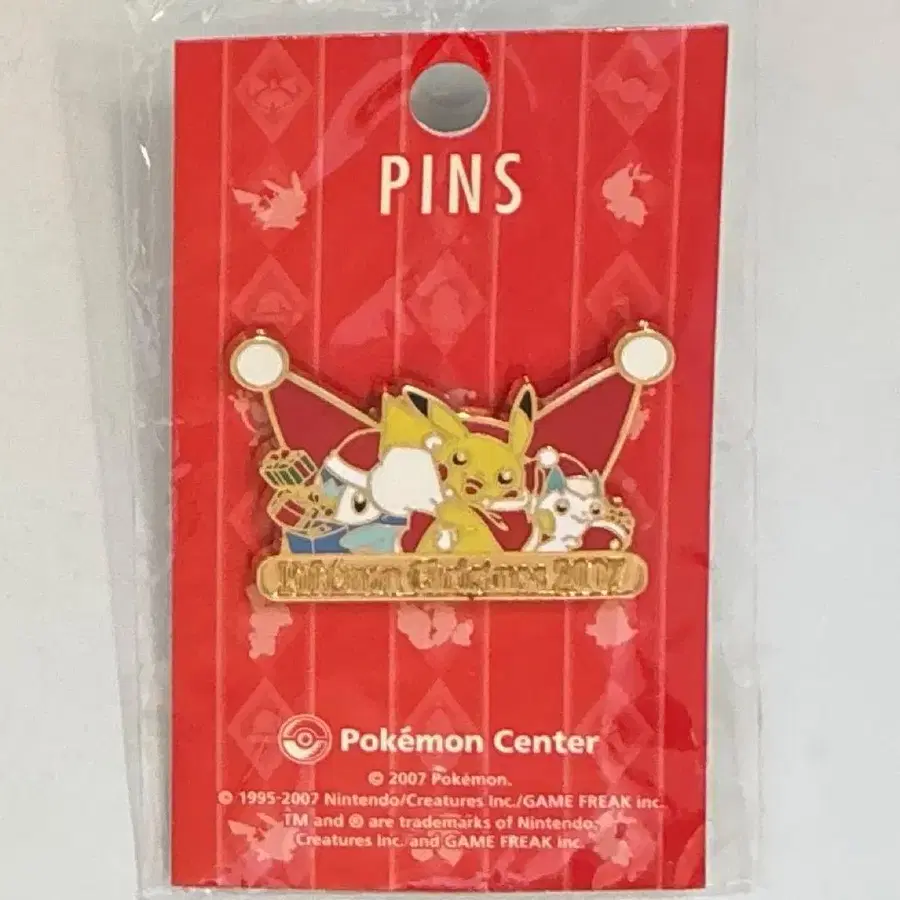 PINS
Pokémon Christmas 2007
Pokémon Center
© 2007 Pokémon.
© 1995-2007 Nintendo/Creatures Inc./GAME FREAK inc.
TM and ® are trademarks of Nintendo,
Creatures Inc. and GAME FREAK inc.